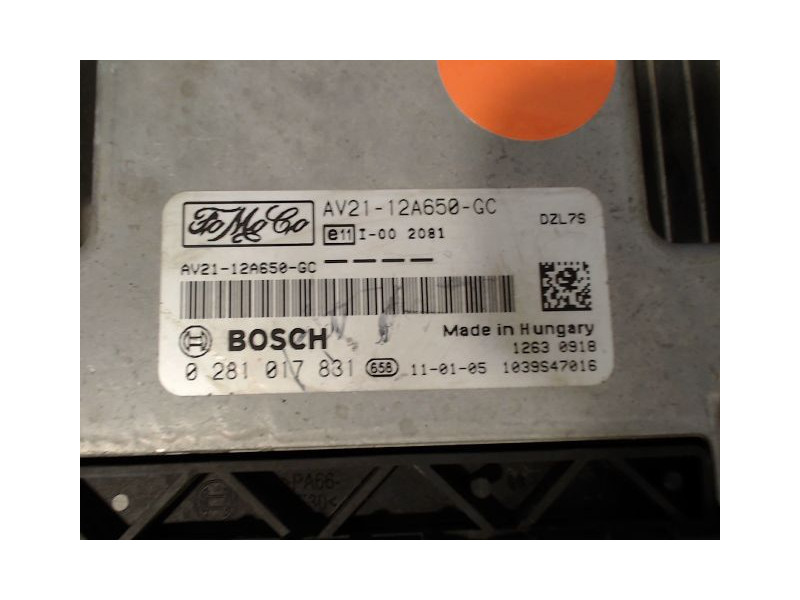 FoMoCo
AV21-12A650-GC
DZL7S
e11 I-00 2081
AV21-12A650-GC
BOSCH
Made in Hungary
1263 0918
0 281 017 831 658 11-01-05 1039S47016
>PA66-